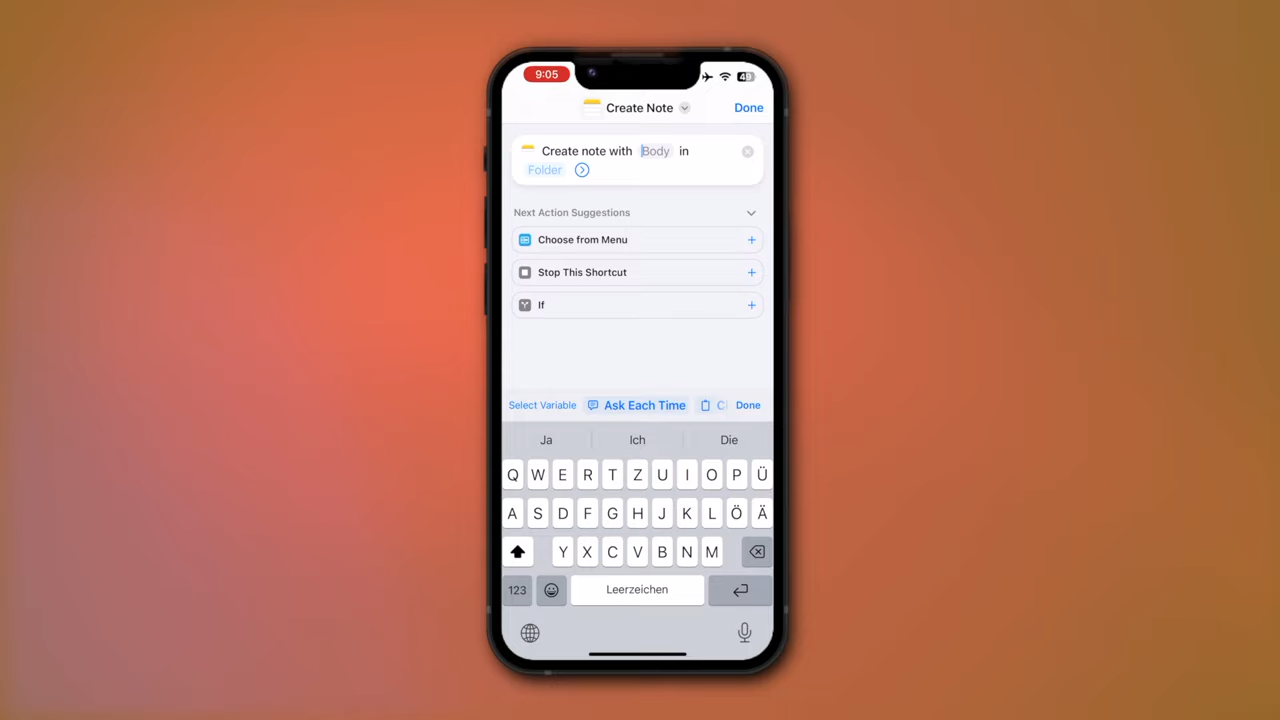 9:05
49
Create Note
Done
Create note with Body in
Folder
Next Action Suggestions
Choose from Menu
Stop This Shortcut
If
Select Variable Ask Each Time Done
Ja Ich Die
Q W E R T Z U I O P Ü
A S D F G H J K L Ö Ä
Y X C V B N M
123 Leerzeichen